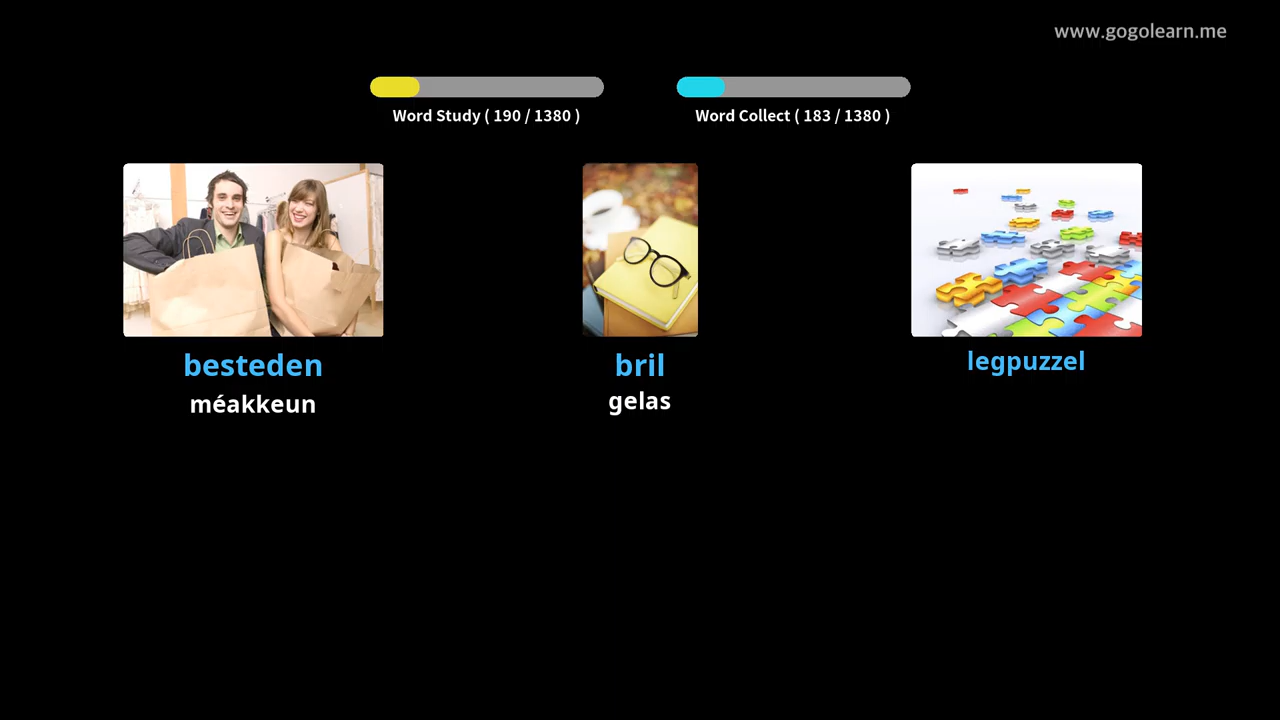 www.gogolearn.me
Word Study ( 190 / 1380 )
Word Collect ( 183 / 1380 )
besteden
méakkeun
bril
gelas
legpuzzel